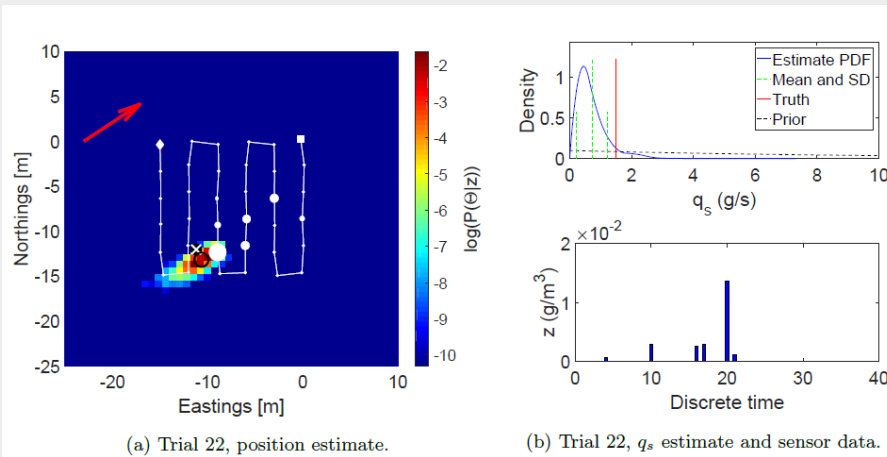 10
5
0
-5
-10
-15
-20
-25
Northings [m]
-20 -10 0 10
Eastings [m]
-2
-3
-4
-5
-6
-7
-8
-9
-10
log(P(Θ|z))
(a) Trial 22, position estimate.
Estimate PDF
Mean and SD
Truth
Prior
1
0.5
0
Density
0 2 4 6 8 10
qs (g/s)
×10-2
2
1
0
z (g/m3)
0 10 20 30 40
Discrete time
(b) Trial 22, qs estimate and sensor data.